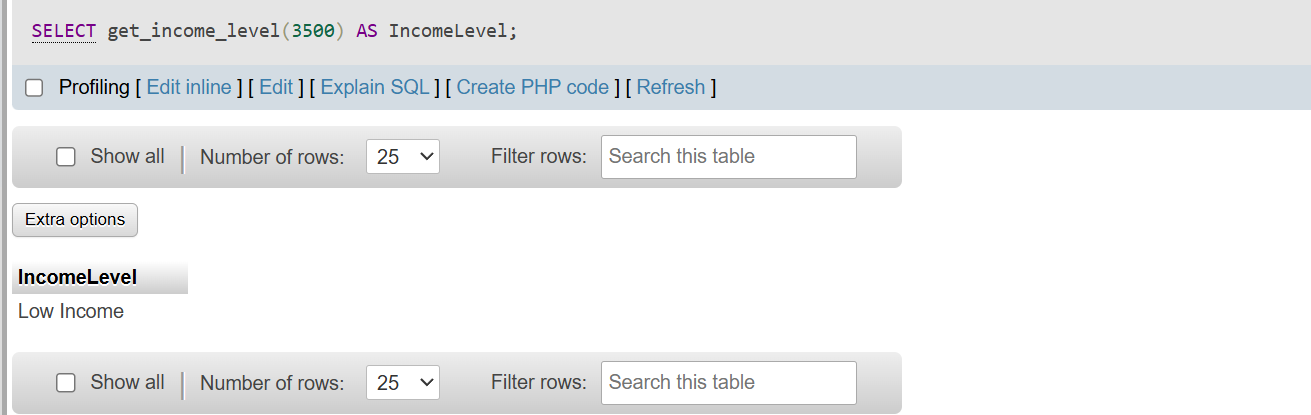 SELECT get_income_level(3500) AS IncomeLevel;
Profiling [ Edit inline ] [ Edit ] [ Explain SQL ] [ Create PHP code ] [ Refresh ]
Show all Number of rows: 25 Filter rows: Search this table
Extra options
IncomeLevel
Low Income
Show all Number of rows: 25 Filter rows: Search this table